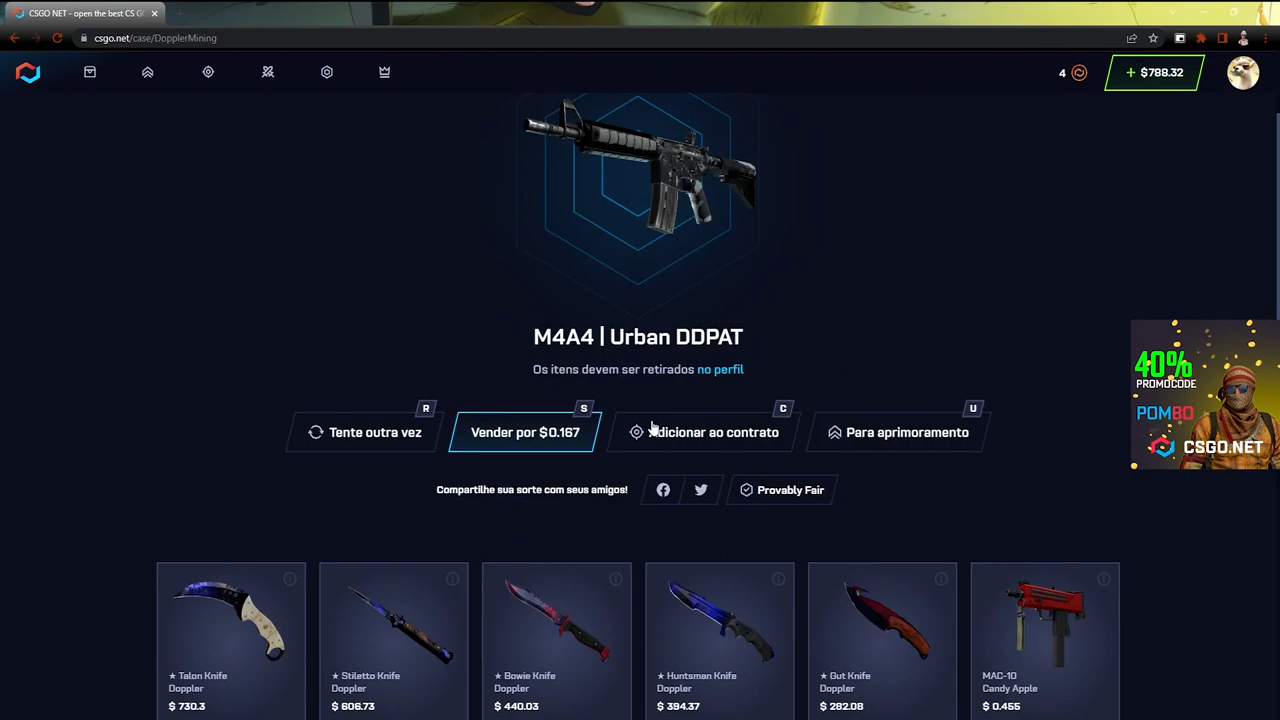 CSGO NET - open the best CS G
csgo.net/case/DopplerMining
4
+ $788.32
M4A4 | Urban DDPAT
Os itens devem ser retirados no perfil
R
S
C
U
Tente outra vez
Vender por $0.167
Adicionar ao contrato
Para aprimoramento
Compartilhe sua sorte com seus amigos!
Provably Fair
40%
PROMOCODE
POMBO
CSGO.NET
★ Talon Knife
Doppler
$ 730.3
★ Stiletto Knife
Doppler
$ 606.73
★ Bowie Knife
Doppler
$ 440.03
★ Huntsman Knife
Doppler
$ 394.37
★ Gut Knife
Doppler
$ 282.08
MAC-10
Candy Apple
$ 0.455